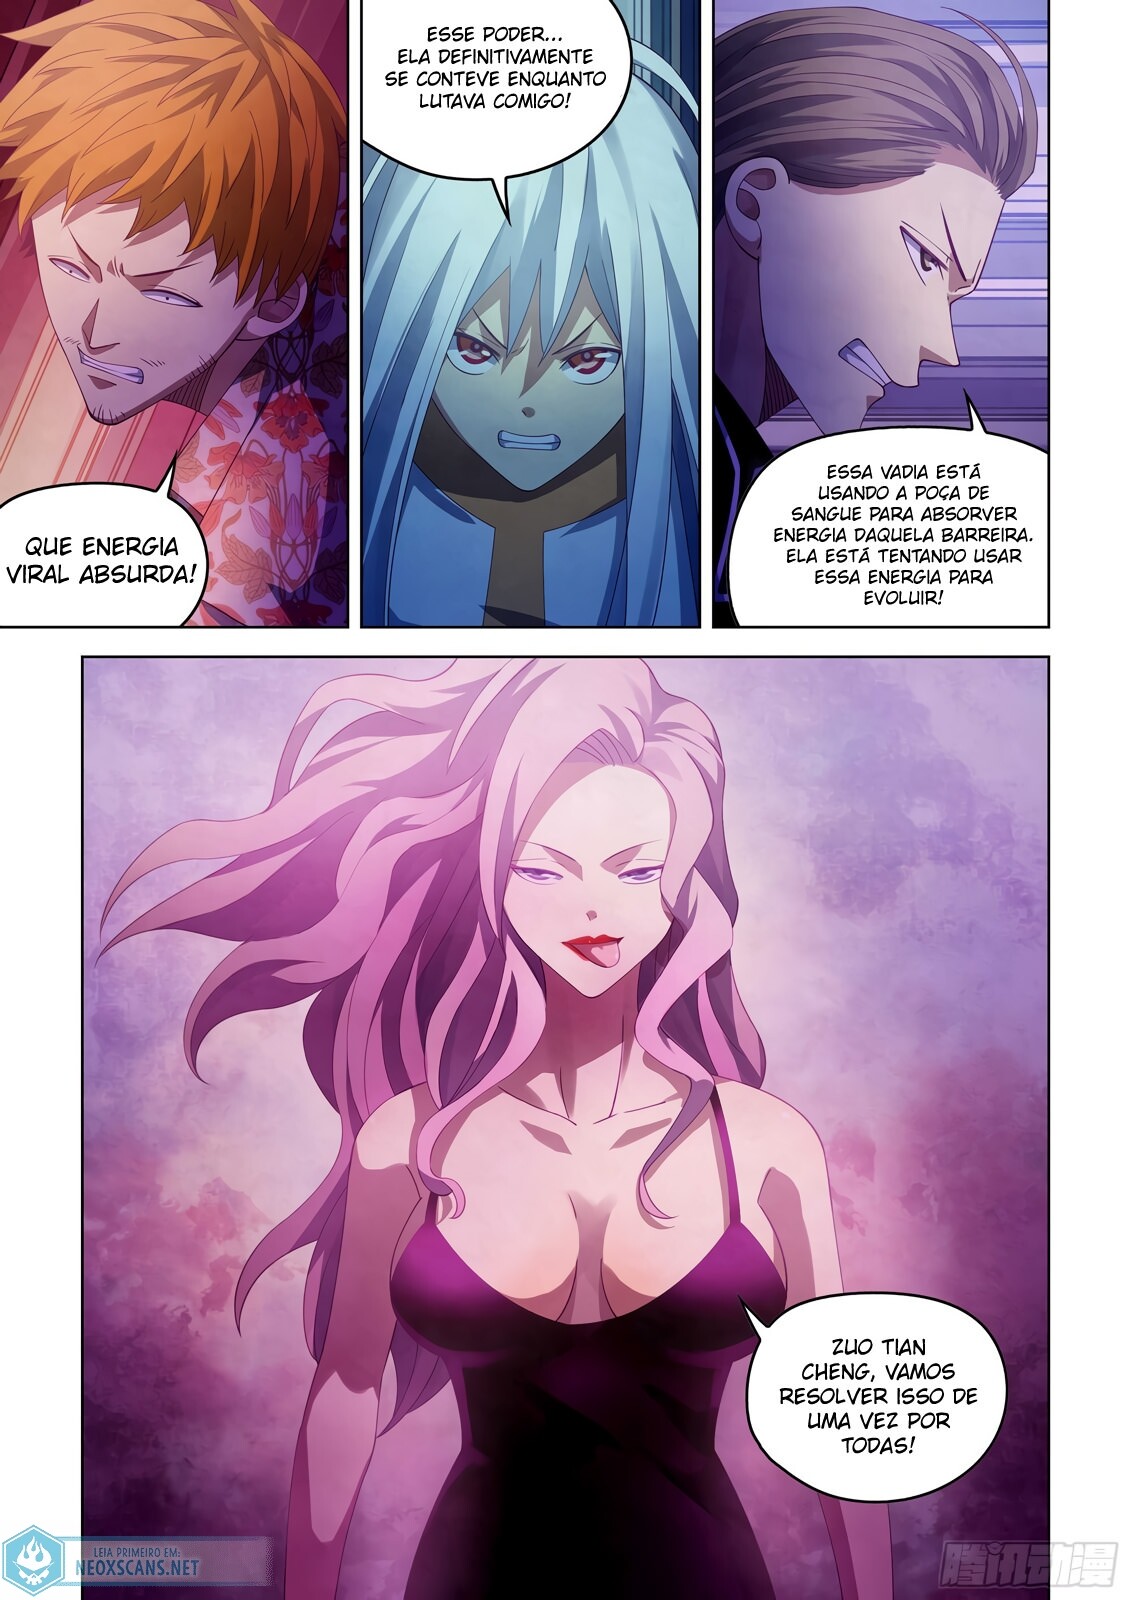 ESSE PODER...
ELA DEFINITIVAMENTE
SE CONTEVE ENQUANTO
LUTAVA COMIGO!
QUE ENERGIA
VIRAL ABSURDA!
ESSA VADIA ESTÁ
USANDO A POÇA DE
SANGUE PARA ABSORVER
ENERGIA DAQUELA BARREIRA.
ELA ESTÁ TENTANDO USAR
ESSA ENERGIA PARA
EVOLUIR!
ZUO TIAN
CHENG, VAMOS
RESOLVER ISSO DE
UMA VEZ POR
TODAS!
LEIA PRIMEIRO EM:
NEOXSCANS.NET
腾讯动漫